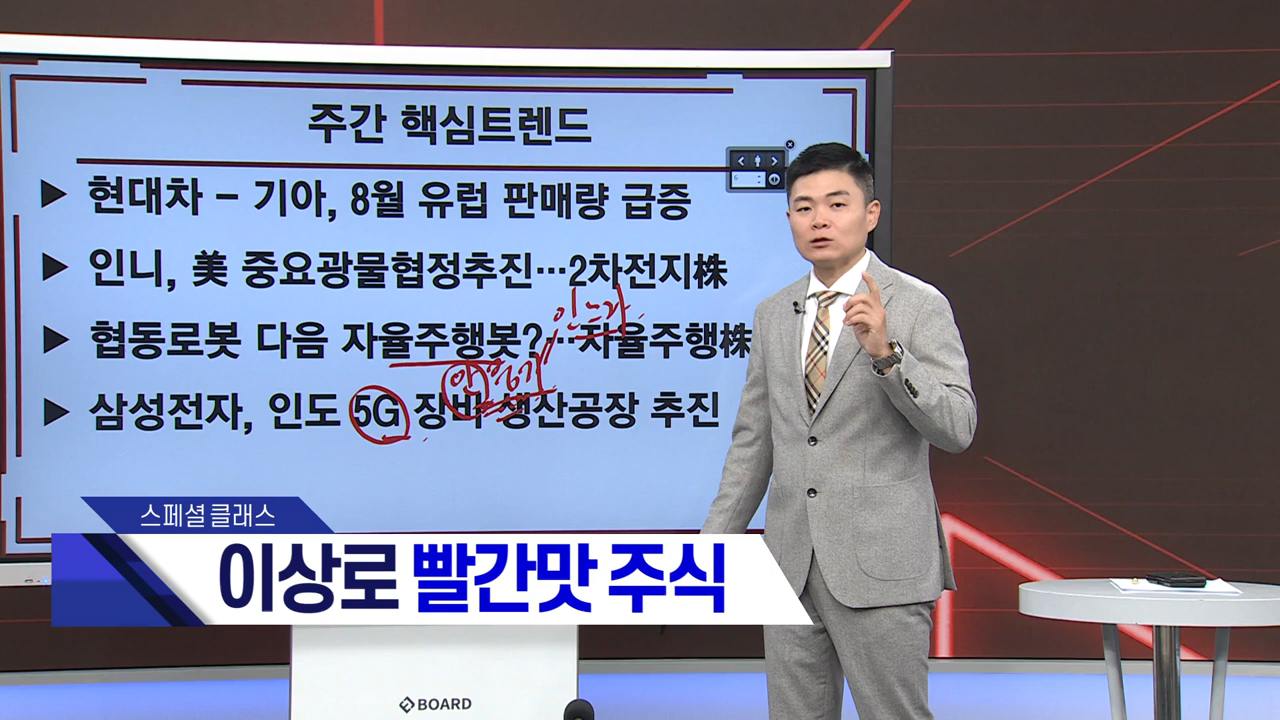 주간 핵심트렌드
▶ 현대차 - 기아, 8월 유럽 판매량 급증
▶ 인니, 美 중요광물협정추진…2차전지株
▶ 협동로봇 다음 자율주행봇?…자율주행株
▶ 삼성전자, 인도 5G 장비 생산공장 추진
스페셜 클래스
이상로 빨간맛 주식
BOARD